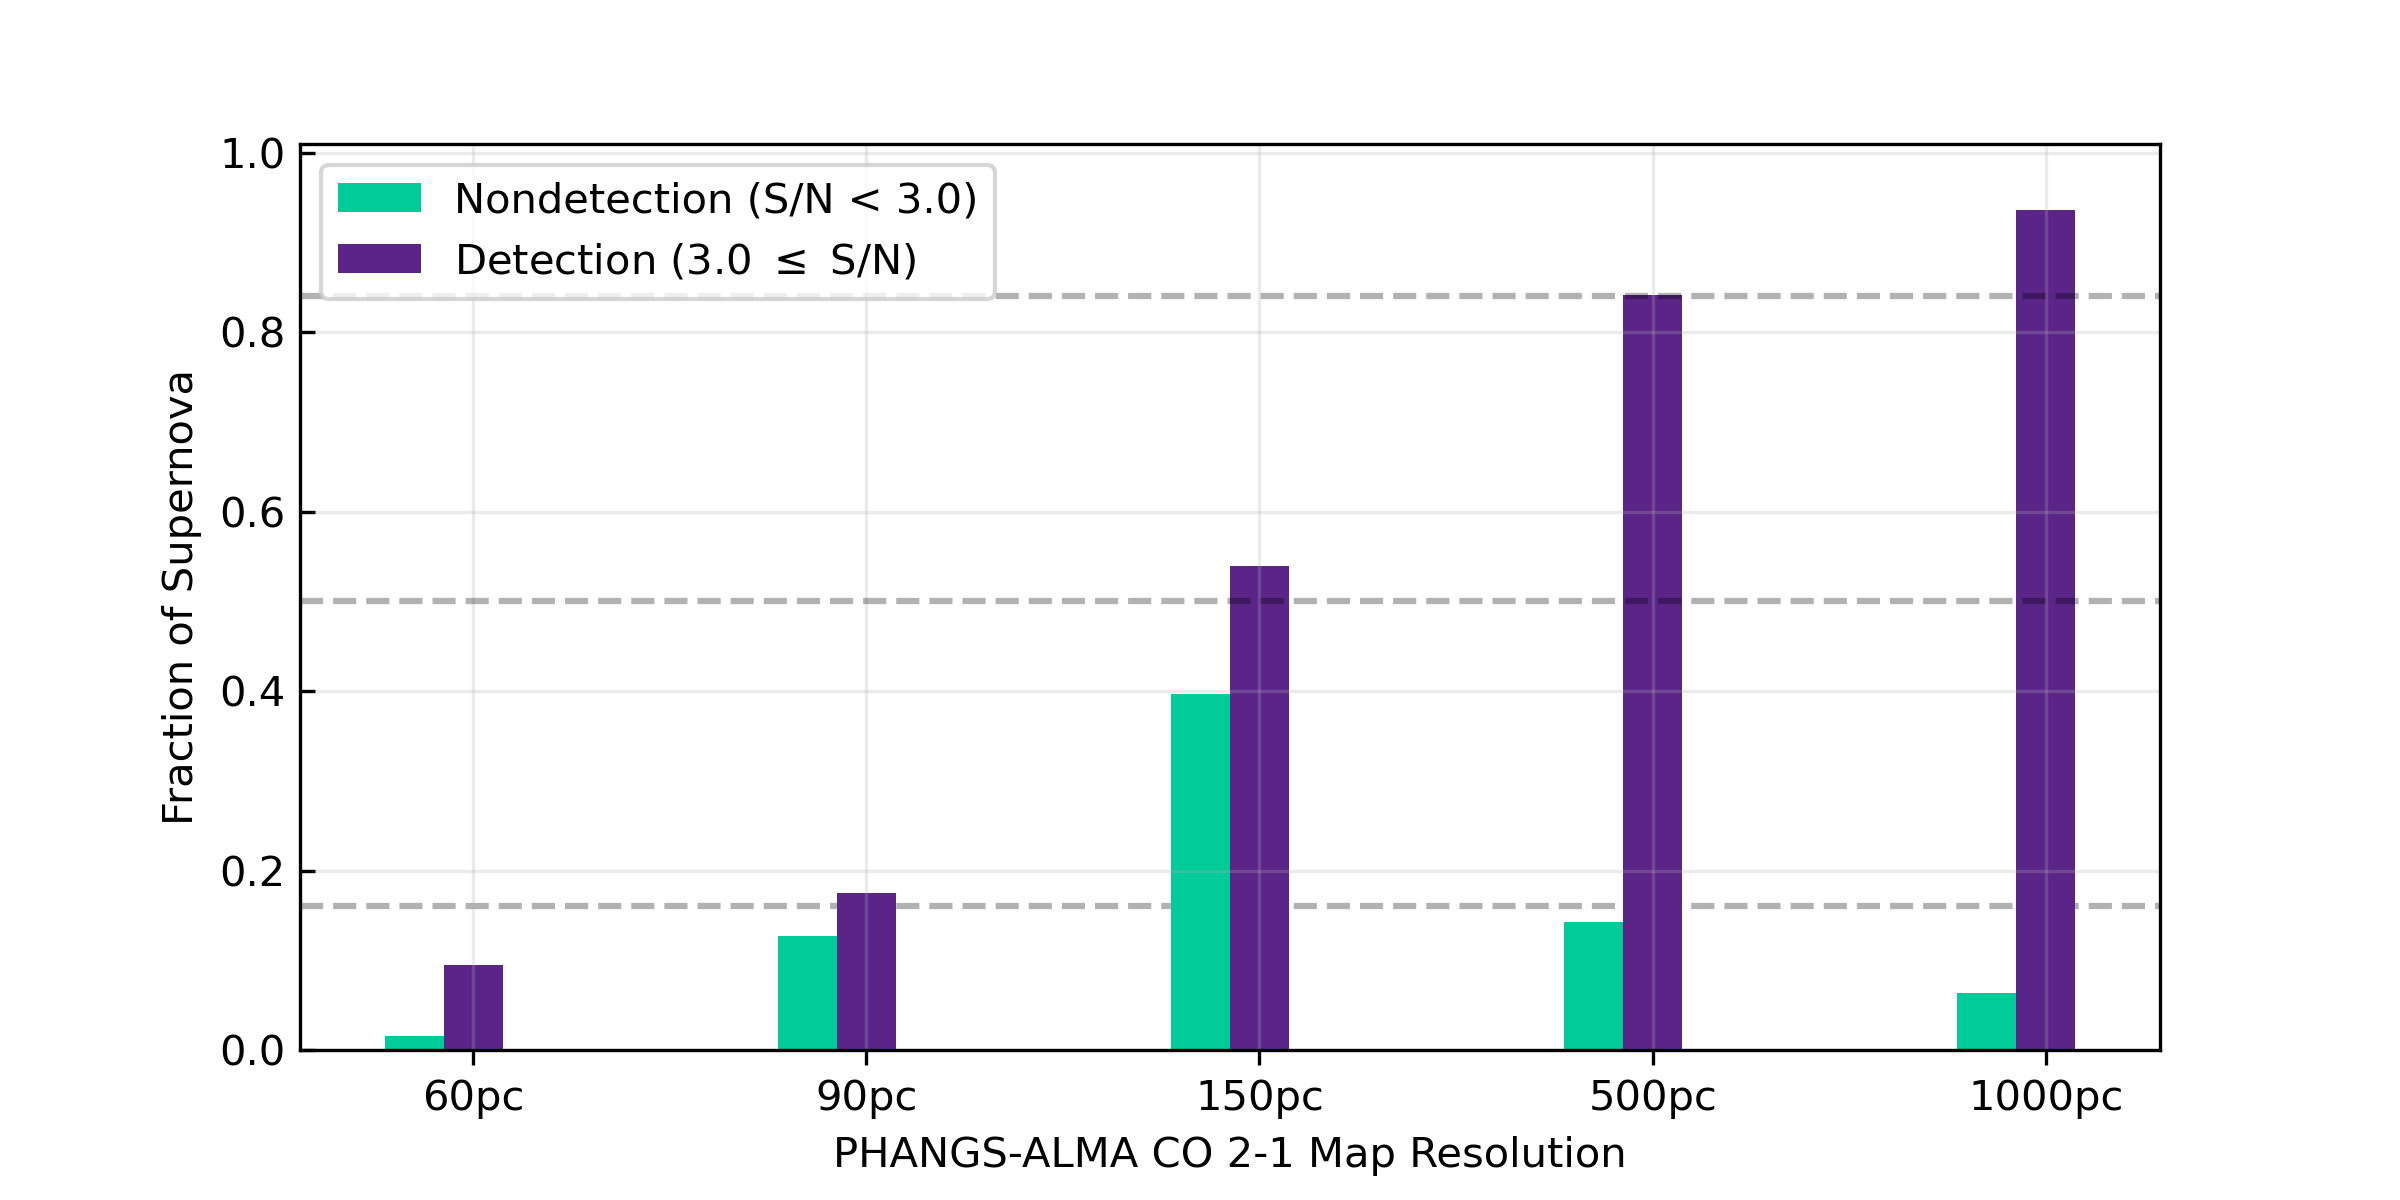 Nondetection (S/N < 3.0)
Detection (3.0 ≤ S/N)
1.0
0.8
0.6
0.4
0.2
0.0
Fraction of Supernova
60pc 90pc 150pc 500pc 1000pc
PHANGS-ALMA CO 2-1 Map Resolution